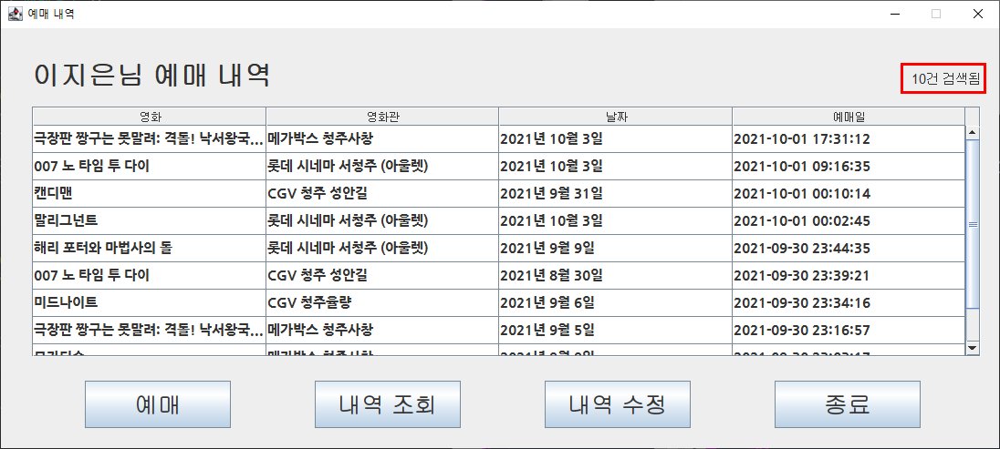 예매 내역
이지은님 예매 내역
10건 검색됨
영화 영화관 날짜 예매일
극장판 짱구는 못말려: 격돌! 낙서왕국... 메가박스 청주사창 2021년 10월 3일 2021-10-01 17:31:12
007 노 타임 투 다이 롯데 시네마 서청주 (아울렛) 2021년 10월 3일 2021-10-01 09:16:35
캔디맨 CGV 청주 성안길 2021년 9월 31일 2021-10-01 00:10:14
말리그넌트 롯데 시네마 서청주 (아울렛) 2021년 10월 3일 2021-10-01 00:02:45
해리 포터와 마법사의 돌 롯데 시네마 서청주 (아울렛) 2021년 9월 9일 2021-09-30 23:44:35
007 노 타임 투 다이 CGV 청주 성안길 2021년 8월 30일 2021-09-30 23:39:21
미드나이트 CGV 청주율량 2021년 9월 6일 2021-09-30 23:34:16
극장판 짱구는 못말려: 격돌! 낙서왕국... 메가박스 청주사창 2021년 9월 5일 2021-09-30 23:16:57
메가박스 청주사창
예매 내역 조회 내역 수정 종료